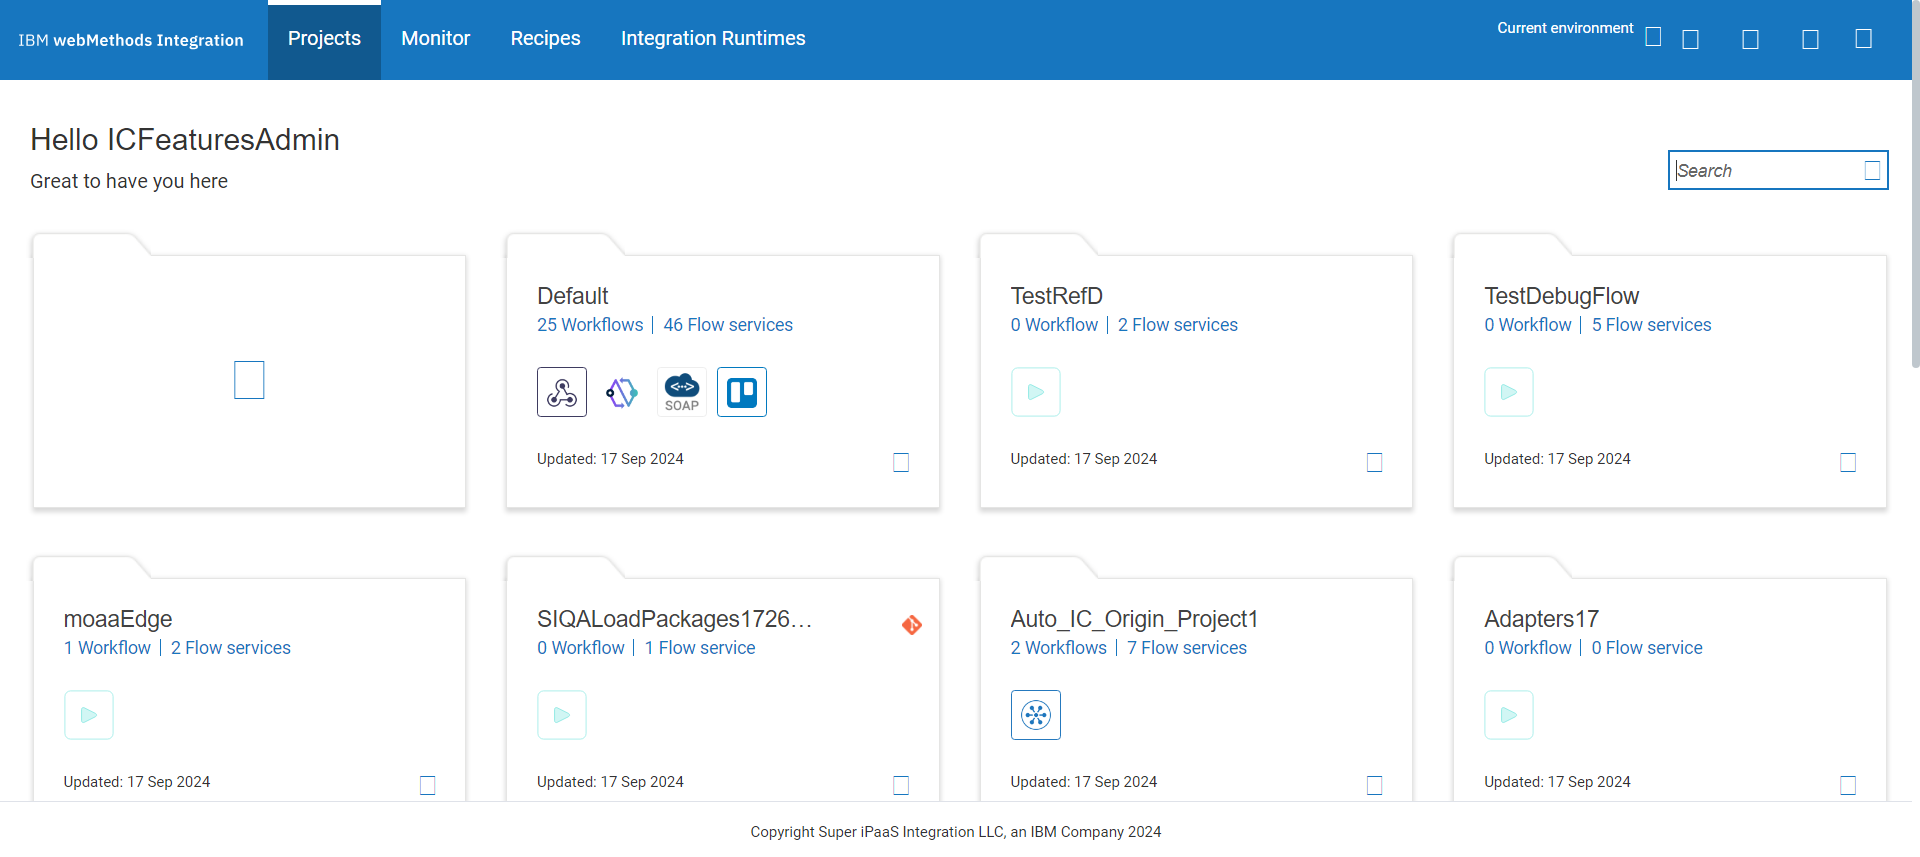 IBM webMethods Integration
Projects
Monitor
Recipes
Integration Runtimes
Current environment
Hello ICFeaturesAdmin
Great to have you here
Search
Default
25 Workflows | 46 Flow services
SOAP
Updated: 17 Sep 2024
TestRefD
0 Workflow | 2 Flow services
Updated: 17 Sep 2024
TestDebugFlow
0 Workflow | 5 Flow services
Updated: 17 Sep 2024
moaaEdge
1 Workflow | 2 Flow services
Updated: 17 Sep 2024
SIQALoadPackages1726...
0 Workflow | 1 Flow service
Updated: 17 Sep 2024
Auto_IC_Origin_Project1
2 Workflows | 7 Flow services
Updated: 17 Sep 2024
Adapters17
0 Workflow | 0 Flow service
Updated: 17 Sep 2024
Copyright Super iPaaS Integration LLC, an IBM Company 2024